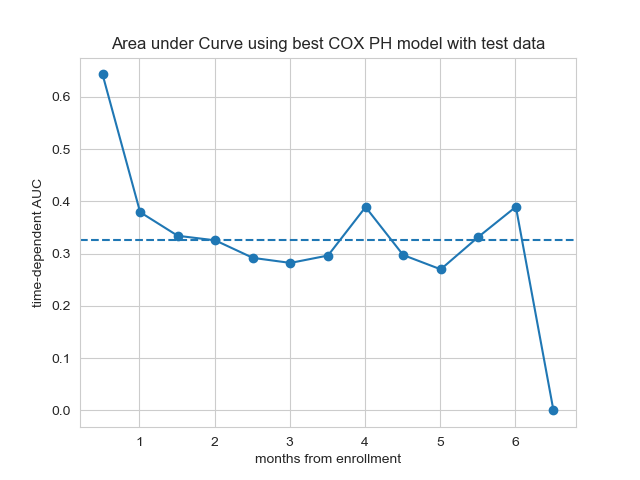 Area under Curve using best COX PH model with test data
time-dependent AUC
0.6
0.5
0.4
0.3
0.2
0.1
0.0
1 2 3 4 5 6
months from enrollment